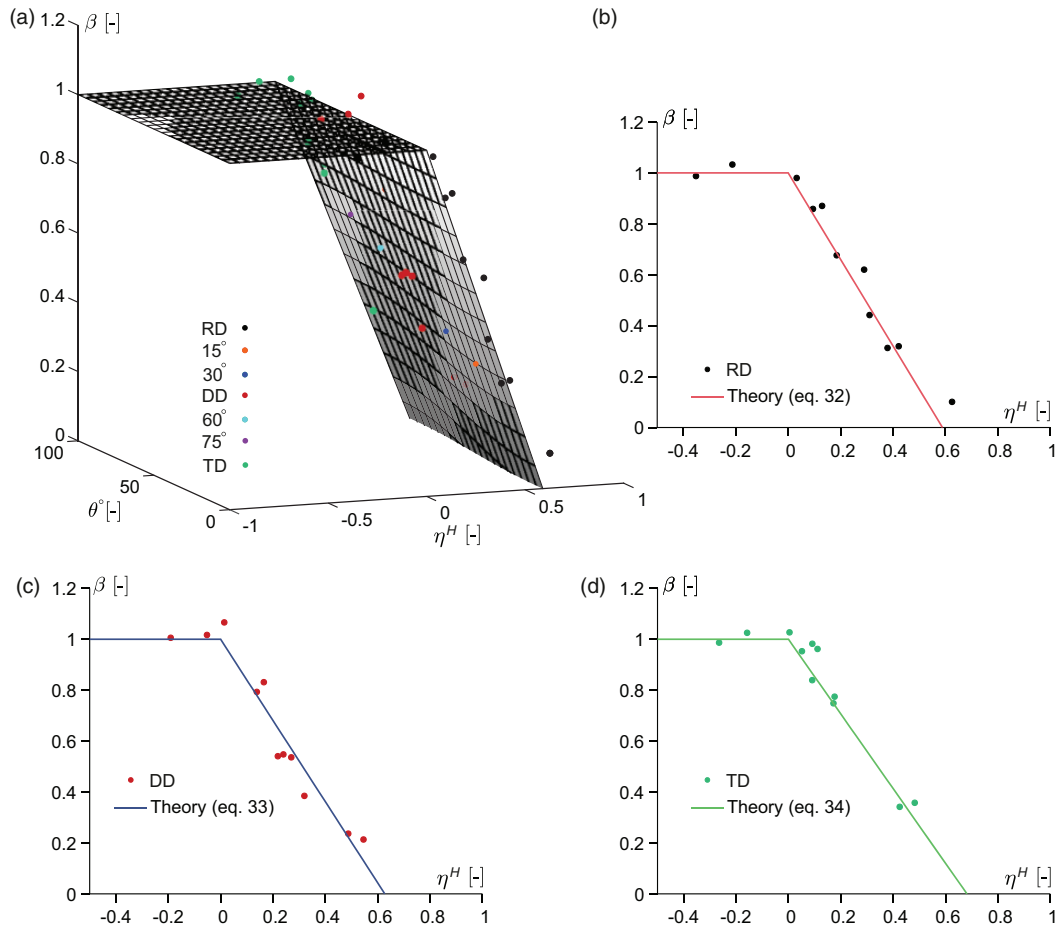 (a)
β [-]
1.2
1
0.8
0.6
0.4
0.2
0
100
50
0
θ°[-]
-1
-0.5
0
0.5
1
η^H [-]
RD
15°
30°
DD
60°
75°
TD
(b)
β [-]
1.2
1
0.8
0.6
0.4
0.2
0
RD
Theory (eq. 32)
η^H [-]
-0.4 -0.2 0 0.2 0.4 0.6 0.8 1
(c)
β [-]
1.2
1
0.8
0.6
0.4
0.2
0
DD
Theory (eq. 33)
η^H [-]
-0.4 -0.2 0 0.2 0.4 0.6 0.8 1
(d)
β [-]
1.2
1
0.8
0.6
0.4
0.2
0
TD
Theory (eq. 34)
η^H [-]
-0.4 -0.2 0 0.2 0.4 0.6 0.8 1